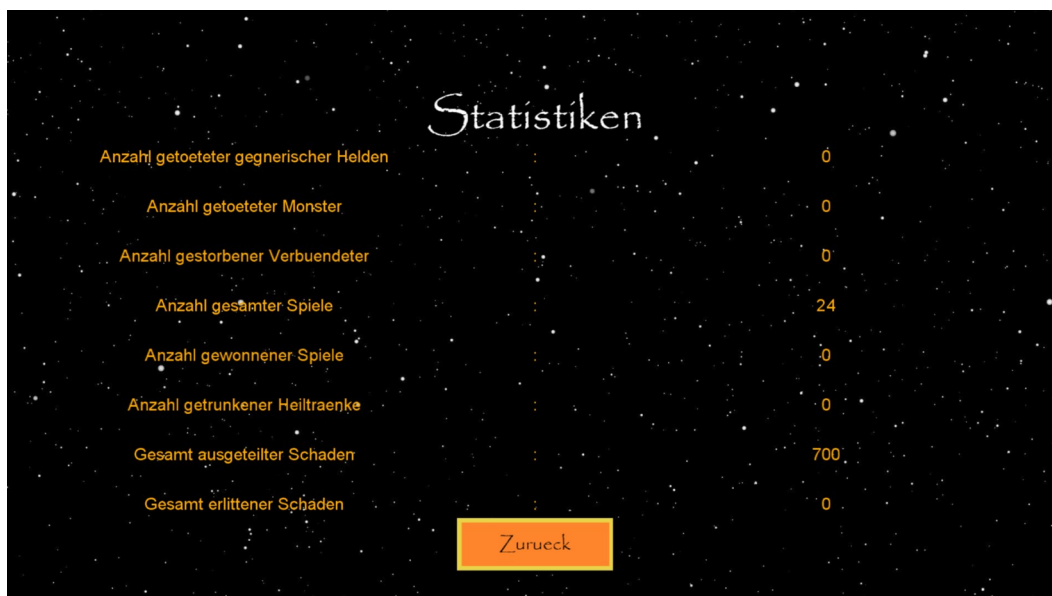 Statistiken
Anzahl getoeteter gegnerischer Helden : 0
Anzahl getoeteter Monster : 0
Anzahl gestorbener Verbuendeter : 0
Anzahl gesamter Spiele : 24
Anzahl gewonnener Spiele : 0
Anzahl getrunkener Heiltraenke : 0
Gesamt ausgeteilter Schaden : 700
Gesamt erlittener Schaden : 0
Zurueck